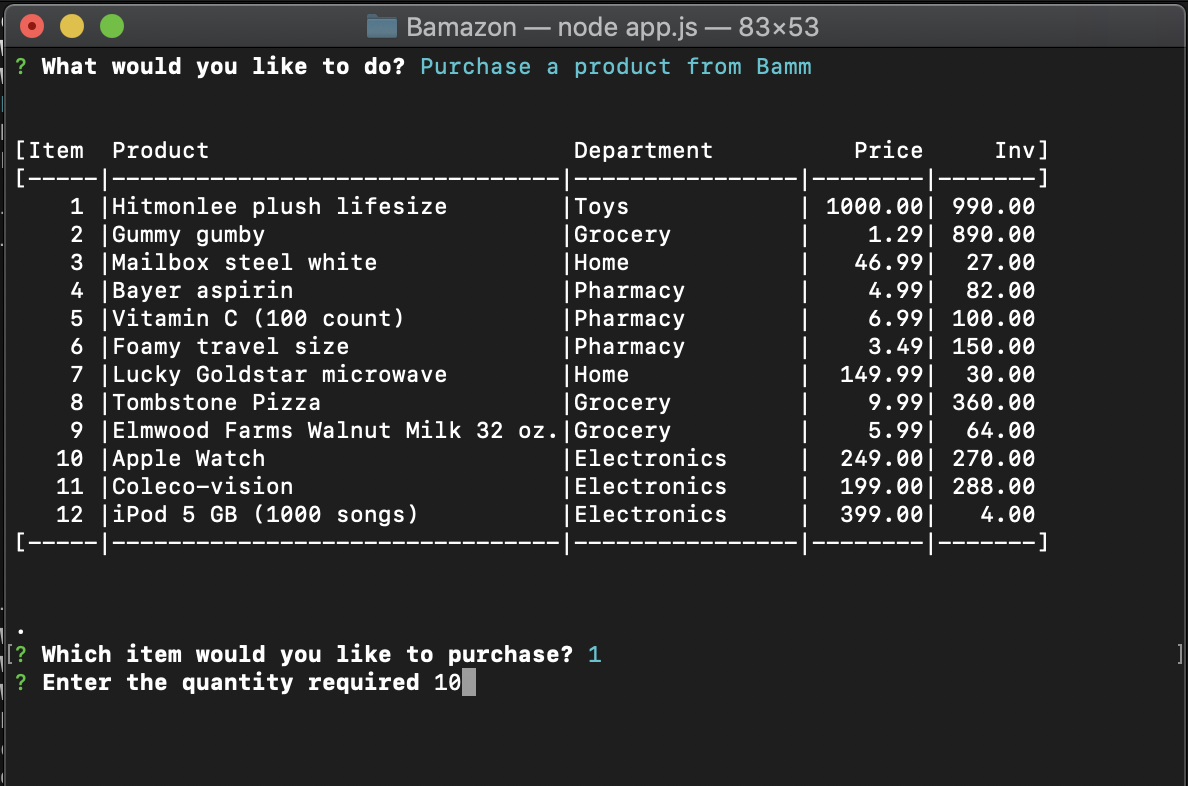 Bamazon — node app.js — 83×53
? What would you like to do? Purchase a product from Bamm
[Item  Product                          Department          Price     Inv]
[-----|--------------------------------|----------------|--------|-------]
    1 |Hitmonlee plush lifesize        |Toys            | 1000.00| 990.00
    2 |Gummy gumby                     |Grocery         |    1.29| 890.00
    3 |Mailbox steel white             |Home            |   46.99|  27.00
    4 |Bayer aspirin                   |Pharmacy        |    4.99|  82.00
    5 |Vitamin C (100 count)           |Pharmacy        |    6.99| 100.00
    6 |Foamy travel size               |Pharmacy        |    3.49| 150.00
    7 |Lucky Goldstar microwave        |Home            |  149.99|  30.00
    8 |Tombstone Pizza                 |Grocery         |    9.99| 360.00
    9 |Elmwood Farms Walnut Milk 32 oz.|Grocery         |    5.99|  64.00
   10 |Apple Watch                     |Electronics     |  249.00| 270.00
   11 |Coleco-vision                   |Electronics     |  199.00| 288.00
   12 |iPod 5 GB (1000 songs)          |Electronics     |  399.00|   4.00
[-----|--------------------------------|----------------|--------|-------]
.
[? Which item would you like to purchase? 1 ]
? Enter the quantity required 10